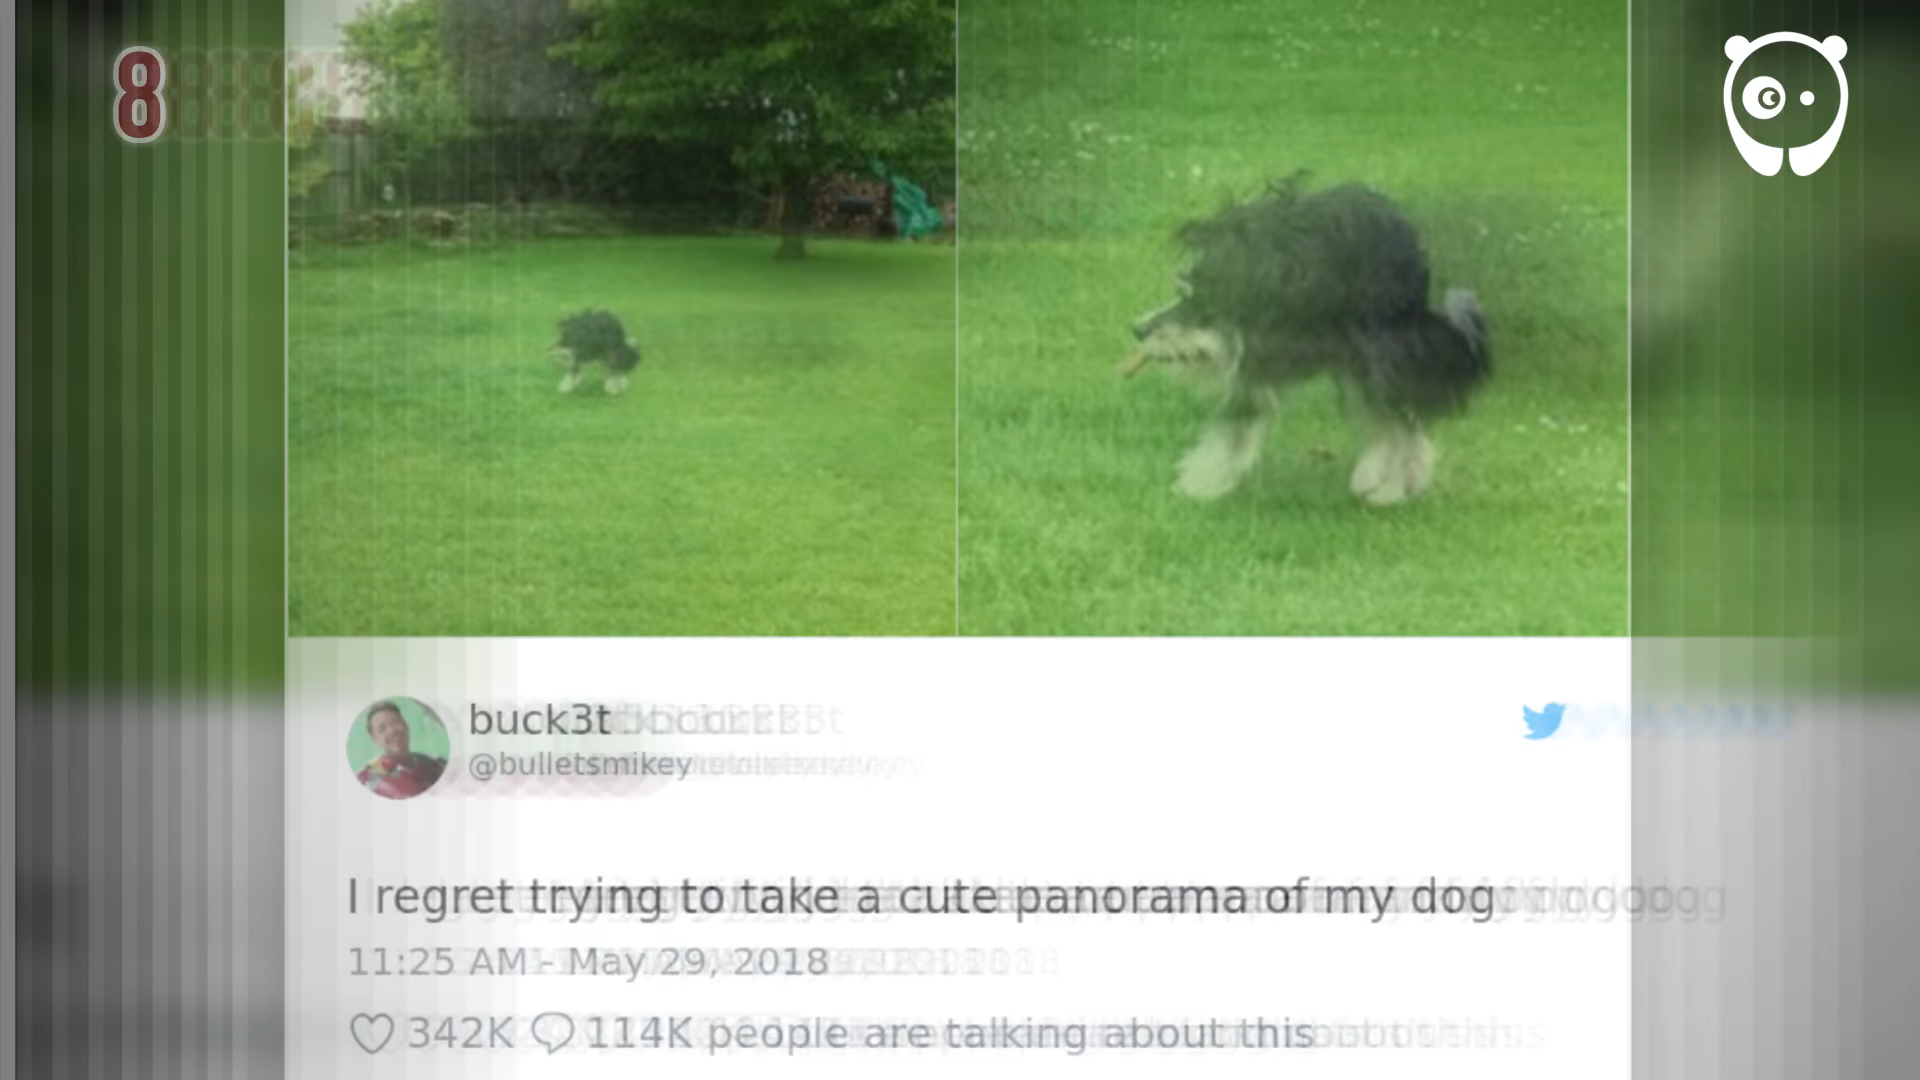 8
buck3t
@bulletsmikey
I regret trying to take a cute panorama of my dog
11:25 AM - May 29, 2018
342K 114K people are talking about this